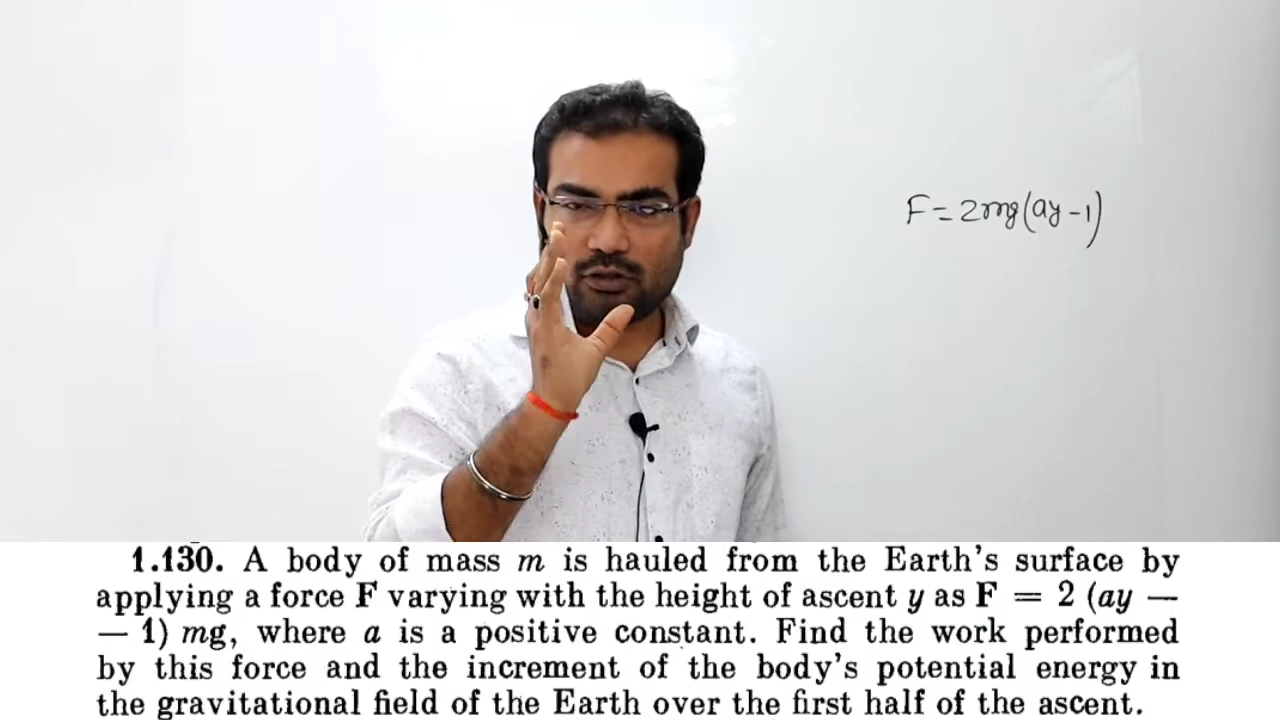 F = 2mg(ay - 1)
1.130. A body of mass m is hauled from the Earth's surface by
applying a force F varying with the height of ascent y as F = 2 (ay —
— 1) mg, where a is a positive constant. Find the work performed
by this force and the increment of the body's potential energy in
the gravitational field of the Earth over the first half of the ascent.